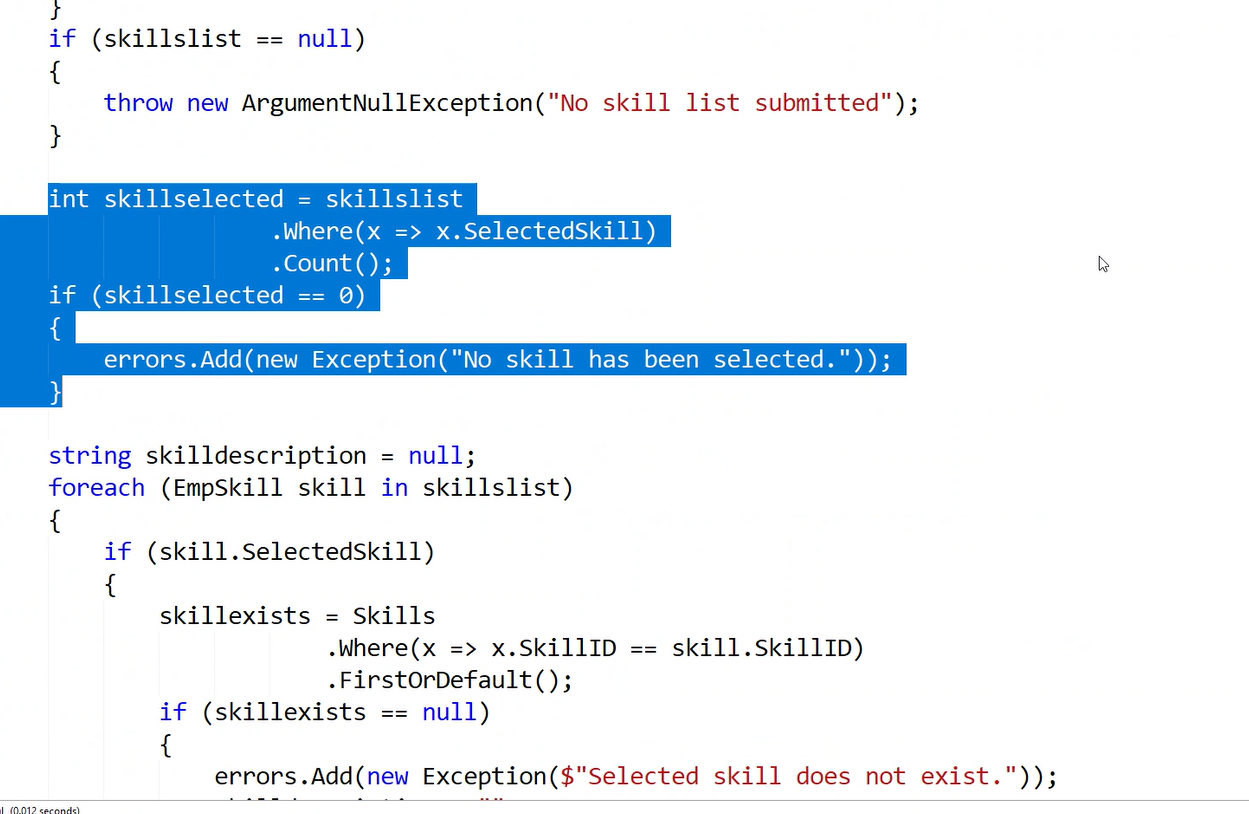 }
if (skillslist == null)
{
    throw new ArgumentNullException("No skill list submitted");
}

int skillselected = skillslist
                .Where(x => x.SelectedSkill)
                .Count();
if (skillselected == 0)
{
    errors.Add(new Exception("No skill has been selected."));
}

string skilldescription = null;
foreach (EmpSkill skill in skillslist)
{
    if (skill.SelectedSkill)
    {
        skillexists = Skills
                    .Where(x => x.SkillID == skill.SkillID)
                    .FirstOrDefault();
        if (skillexists == null)
        {
            errors.Add(new Exception($"Selected skill does not exist."));
(0.012 seconds)